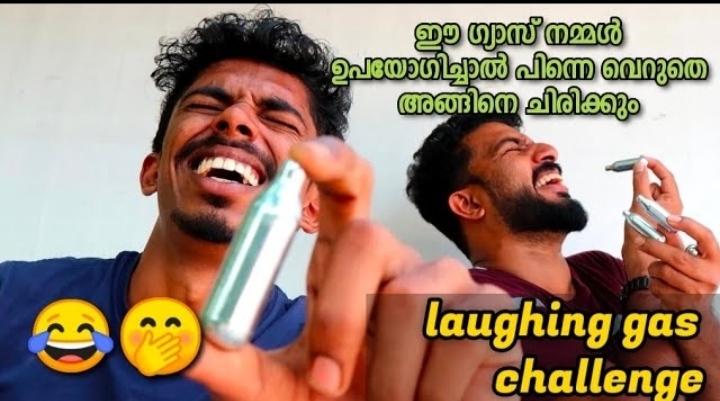 ഈ ഗ്യാസ് നമ്മൾ
ഉപയോഗിച്ചാൽ പിന്നെ വെറുതെ
അങ്ങിനെ ചിരിക്കും
laughing gas
challenge